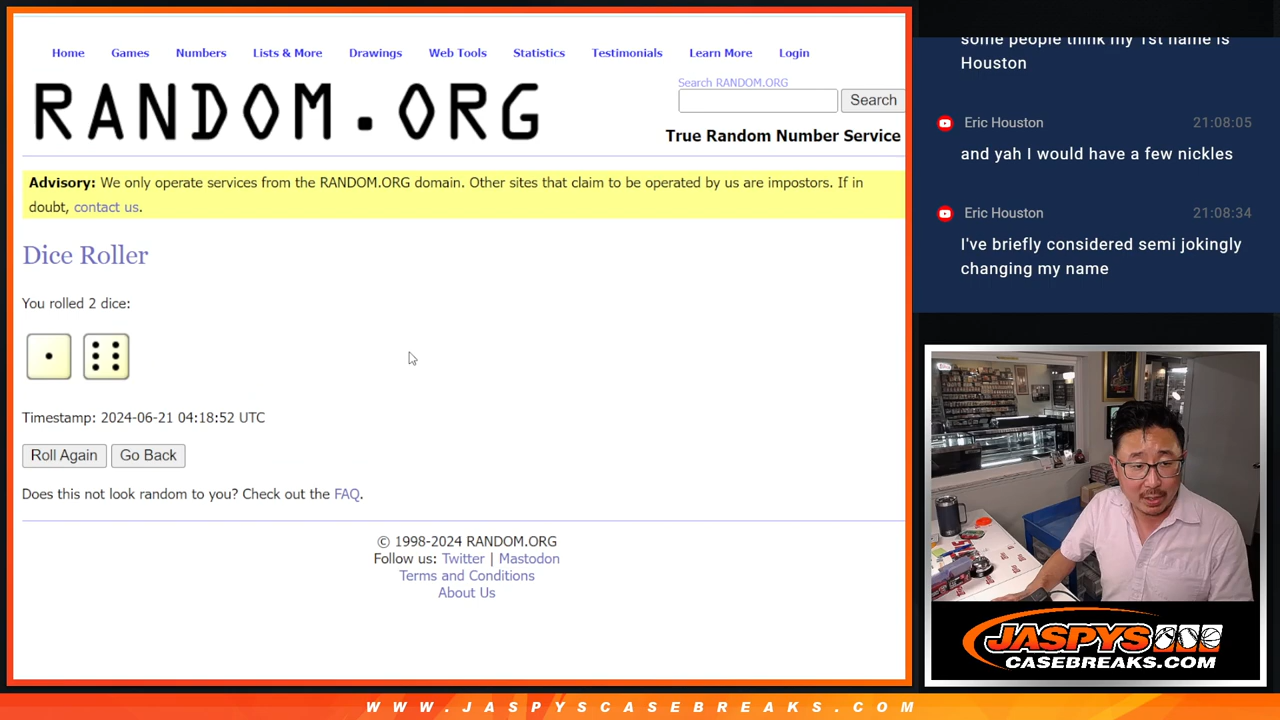 Home Games Numbers Lists & More Drawings Web Tools Statistics Testimonials Learn More Login
RANDOM.ORG
Search RANDOM.ORG
Search
True Random Number Service
Advisory: We only operate services from the RANDOM.ORG domain. Other sites that claim to be operated by us are impostors. If in
doubt, contact us.
Dice Roller
You rolled 2 dice:
Timestamp: 2024-06-21 04:18:52 UTC
Roll Again Go Back
Does this not look random to you? Check out the FAQ.
© 1998-2024 RANDOM.ORG
Follow us: Twitter | Mastodon
Terms and Conditions
About Us
some people think my 1st name is
Houston
Eric Houston 21:08:05
and yah I would have a few nickles
Eric Houston 21:08:34
I've briefly considered semi jokingly
changing my name
JASPYS
CASEBREAKS.COM
WWW.JASPYSCASEBREAKS.COM